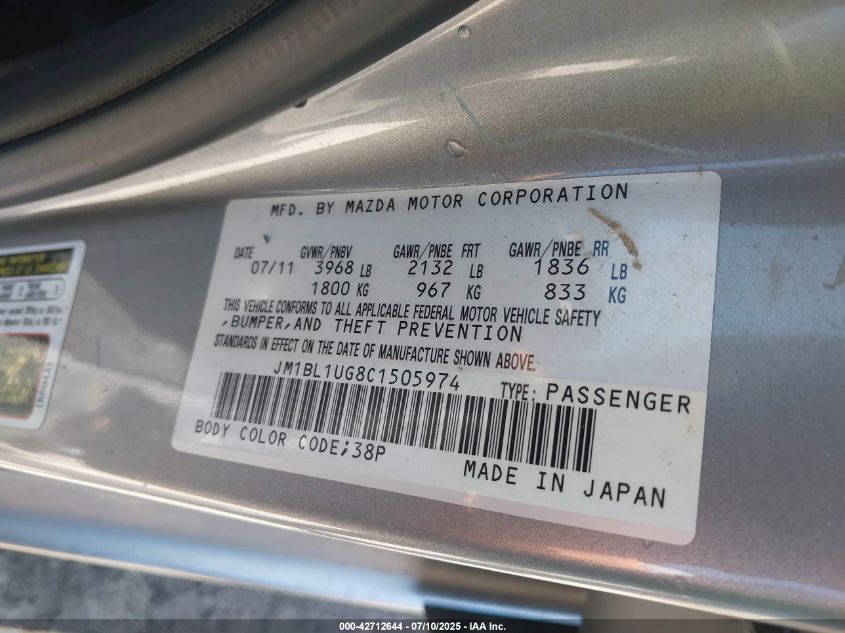 MFD. BY MAZDA MOTOR CORPORATION
DATE GVWR/PNBV GAWR/PNBE FRT GAWR/PNBE RR
07/11 3968 LB 2132 LB 1836 LB
1800 KG 967 KG 833 KG
THIS VEHICLE CONFORMS TO ALL APPLICABLE FEDERAL MOTOR VEHICLE SAFETY
,BUMPER,AND THEFT PREVENTION
STANDARDS IN EFFECT ON THE DATE OF MANUFACTURE SHOWN ABOVE.
JM1BL1UG8C1505974 TYPE: PASSENGER
BODY COLOR CODE;38P
MADE IN JAPAN
000-42712644 - 07/10/2025 - IAA Inc.